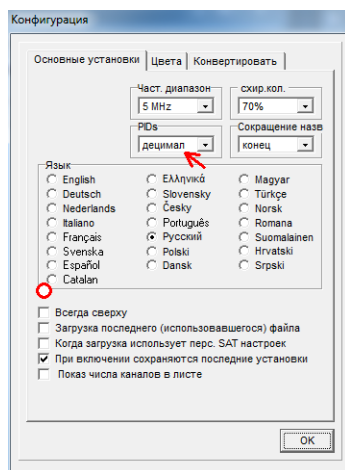 Конфигурация
Основные установки Цвета Конвертировать
Част. диапазон схир.кол.
5 MHz 70%
PIDs Сокращение назв
децимал конец
Язык
English Ελληνικά Magyar
Deutsch Slovensky Türkçe
Nederlands Česky Norsk
Italiano Português Romana
Français Русский Suomalainen
Svenska Polski Hrvatski
Español Dansk Srpski
Catalan
Всегда сверху
Загрузка последнего (использовавшегося) файла
Когда загрузка использует перс. SAT настроек
При включении сохраняются последние установки
Показ числа каналов в листе
OK